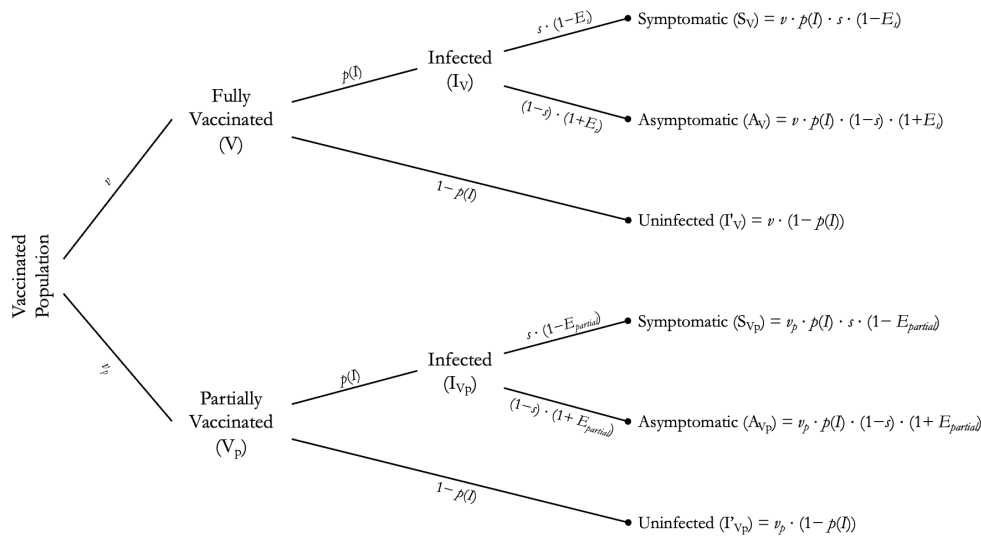 Vaccinated
Population
v
v_p
Fully
Vaccinated
(V)
p(I)
1− p(I)
Infected
(I_V)
s · (1−E_s)
(1−s) · (1+E_s)
Symptomatic (S_V) = v · p(I) · s · (1−E_s)
Asymptomatic (A_V) = v · p(I) · (1−s) · (1+E_s)
Uninfected (I'_V) = v · (1− p(I))
Partially
Vaccinated
(V_p)
p(I)
1− p(I)
Infected
(I_Vp)
s · (1−E_partial)
(1−s) · (1+ E_partial)
Symptomatic (S_Vp) = v_p · p(I) · s · (1− E_partial)
Asymptomatic (A_Vp) = v_p · p(I) · (1−s) · (1+ E_partial)
Uninfected (I’_Vp) = v_p · (1− p(I))